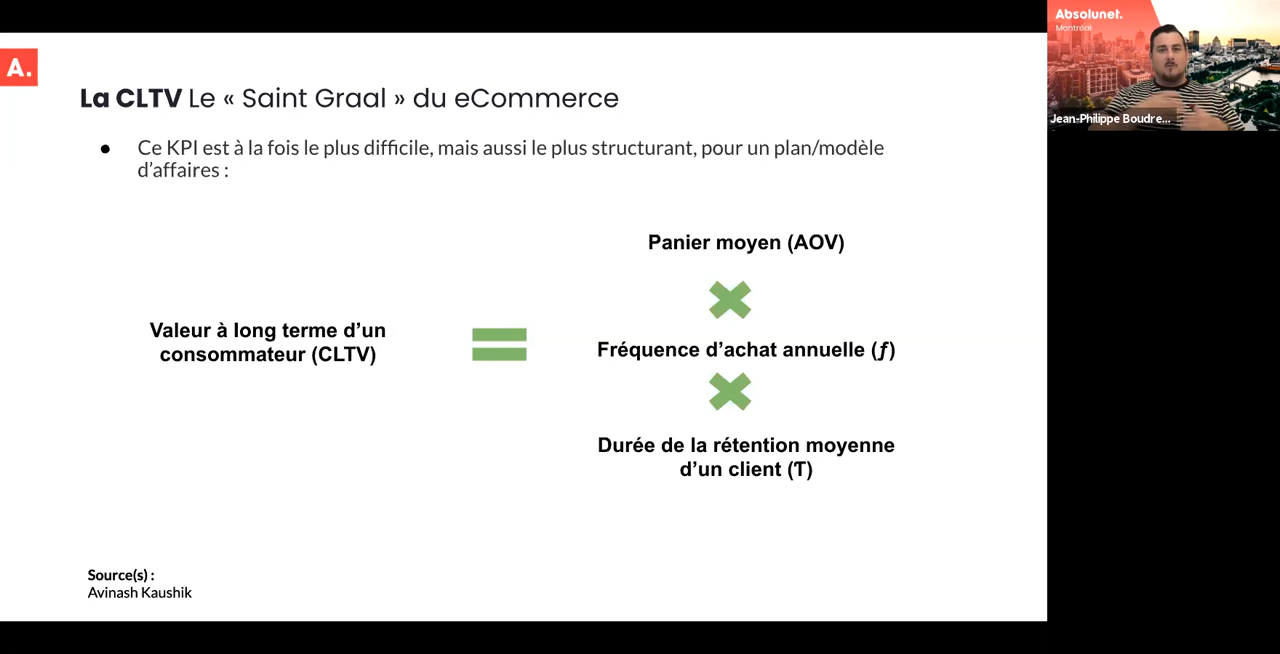 A.
La CLTV Le « Saint Graal » du eCommerce
● Ce KPI est à la fois le plus difficile, mais aussi le plus structurant, pour un plan/modèle
d’affaires :
Panier moyen (AOV)
Valeur à long terme d’un
consommateur (CLTV)
Fréquence d’achat annuelle (ƒ)
Durée de la rétention moyenne
d’un client (T)
Source(s) :
Avinash Kaushik
Absolunet.
Montréal
Jean-Philippe Boudre...